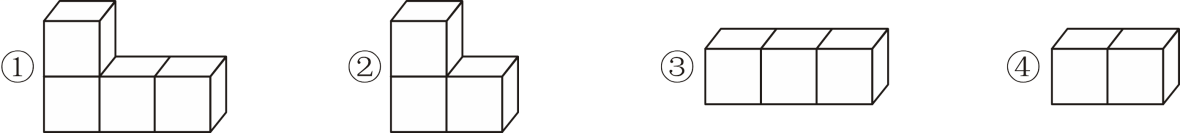 ① ② ③ ④